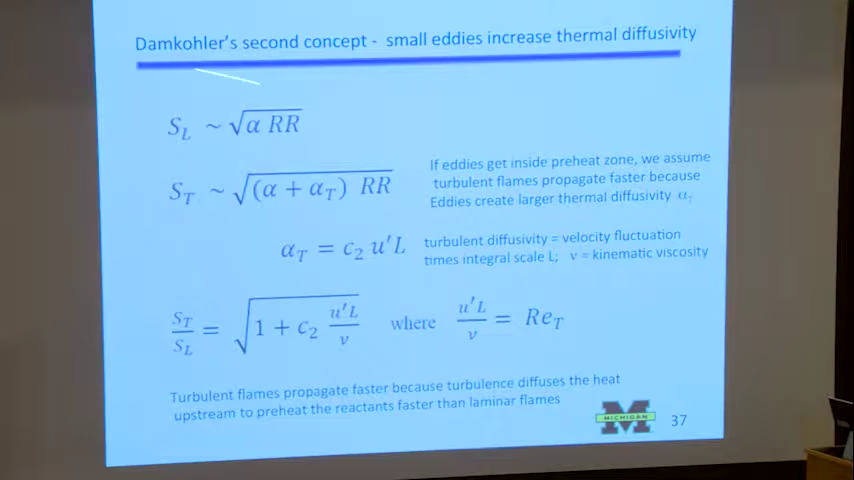 Damkohler's second concept - small eddies increase thermal diffusivity
S_L ~ √α RR
If eddies get inside preheat zone, we assume
S_T ~ √(α + α_T) RR
turbulent flames propagate faster because
Eddies create larger thermal diffusivity α_T
α_T = c_2 u'L
turbulent diffusivity = velocity fluctuation
times integral scale L; ν = kinematic viscosity
S_T/S_L = √1 + c_2 u'L/ν where u'L/ν = Re_T
Turbulent flames propagate faster because turbulence diffuses the heat
upstream to preheat the reactants faster than laminar flames
MICHIGAN
37